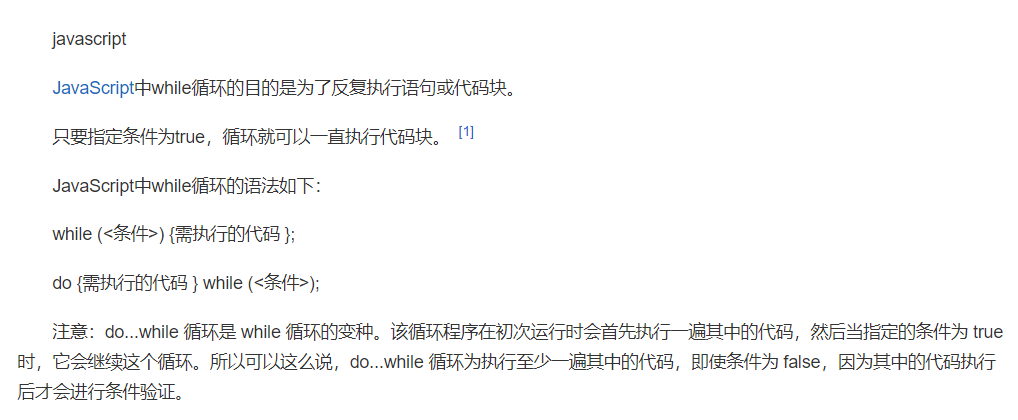 javascript
JavaScript中while循环的目的是为了反复执行语句或代码块。
只要指定条件为true，循环就可以一直执行代码块。 [1]
JavaScript中while循环的语法如下：
while (<条件>) {需执行的代码 };
do {需执行的代码 } while (<条件>);
注意：do...while 循环是 while 循环的变种。该循环程序在初次运行时会首先执行一遍其中的代码，然后当指定的条件为 true
时，它会继续这个循环。所以可以这么说，do...while 循环为执行至少一遍其中的代码，即使条件为 false，因为其中的代码执行
后才会进行条件验证。